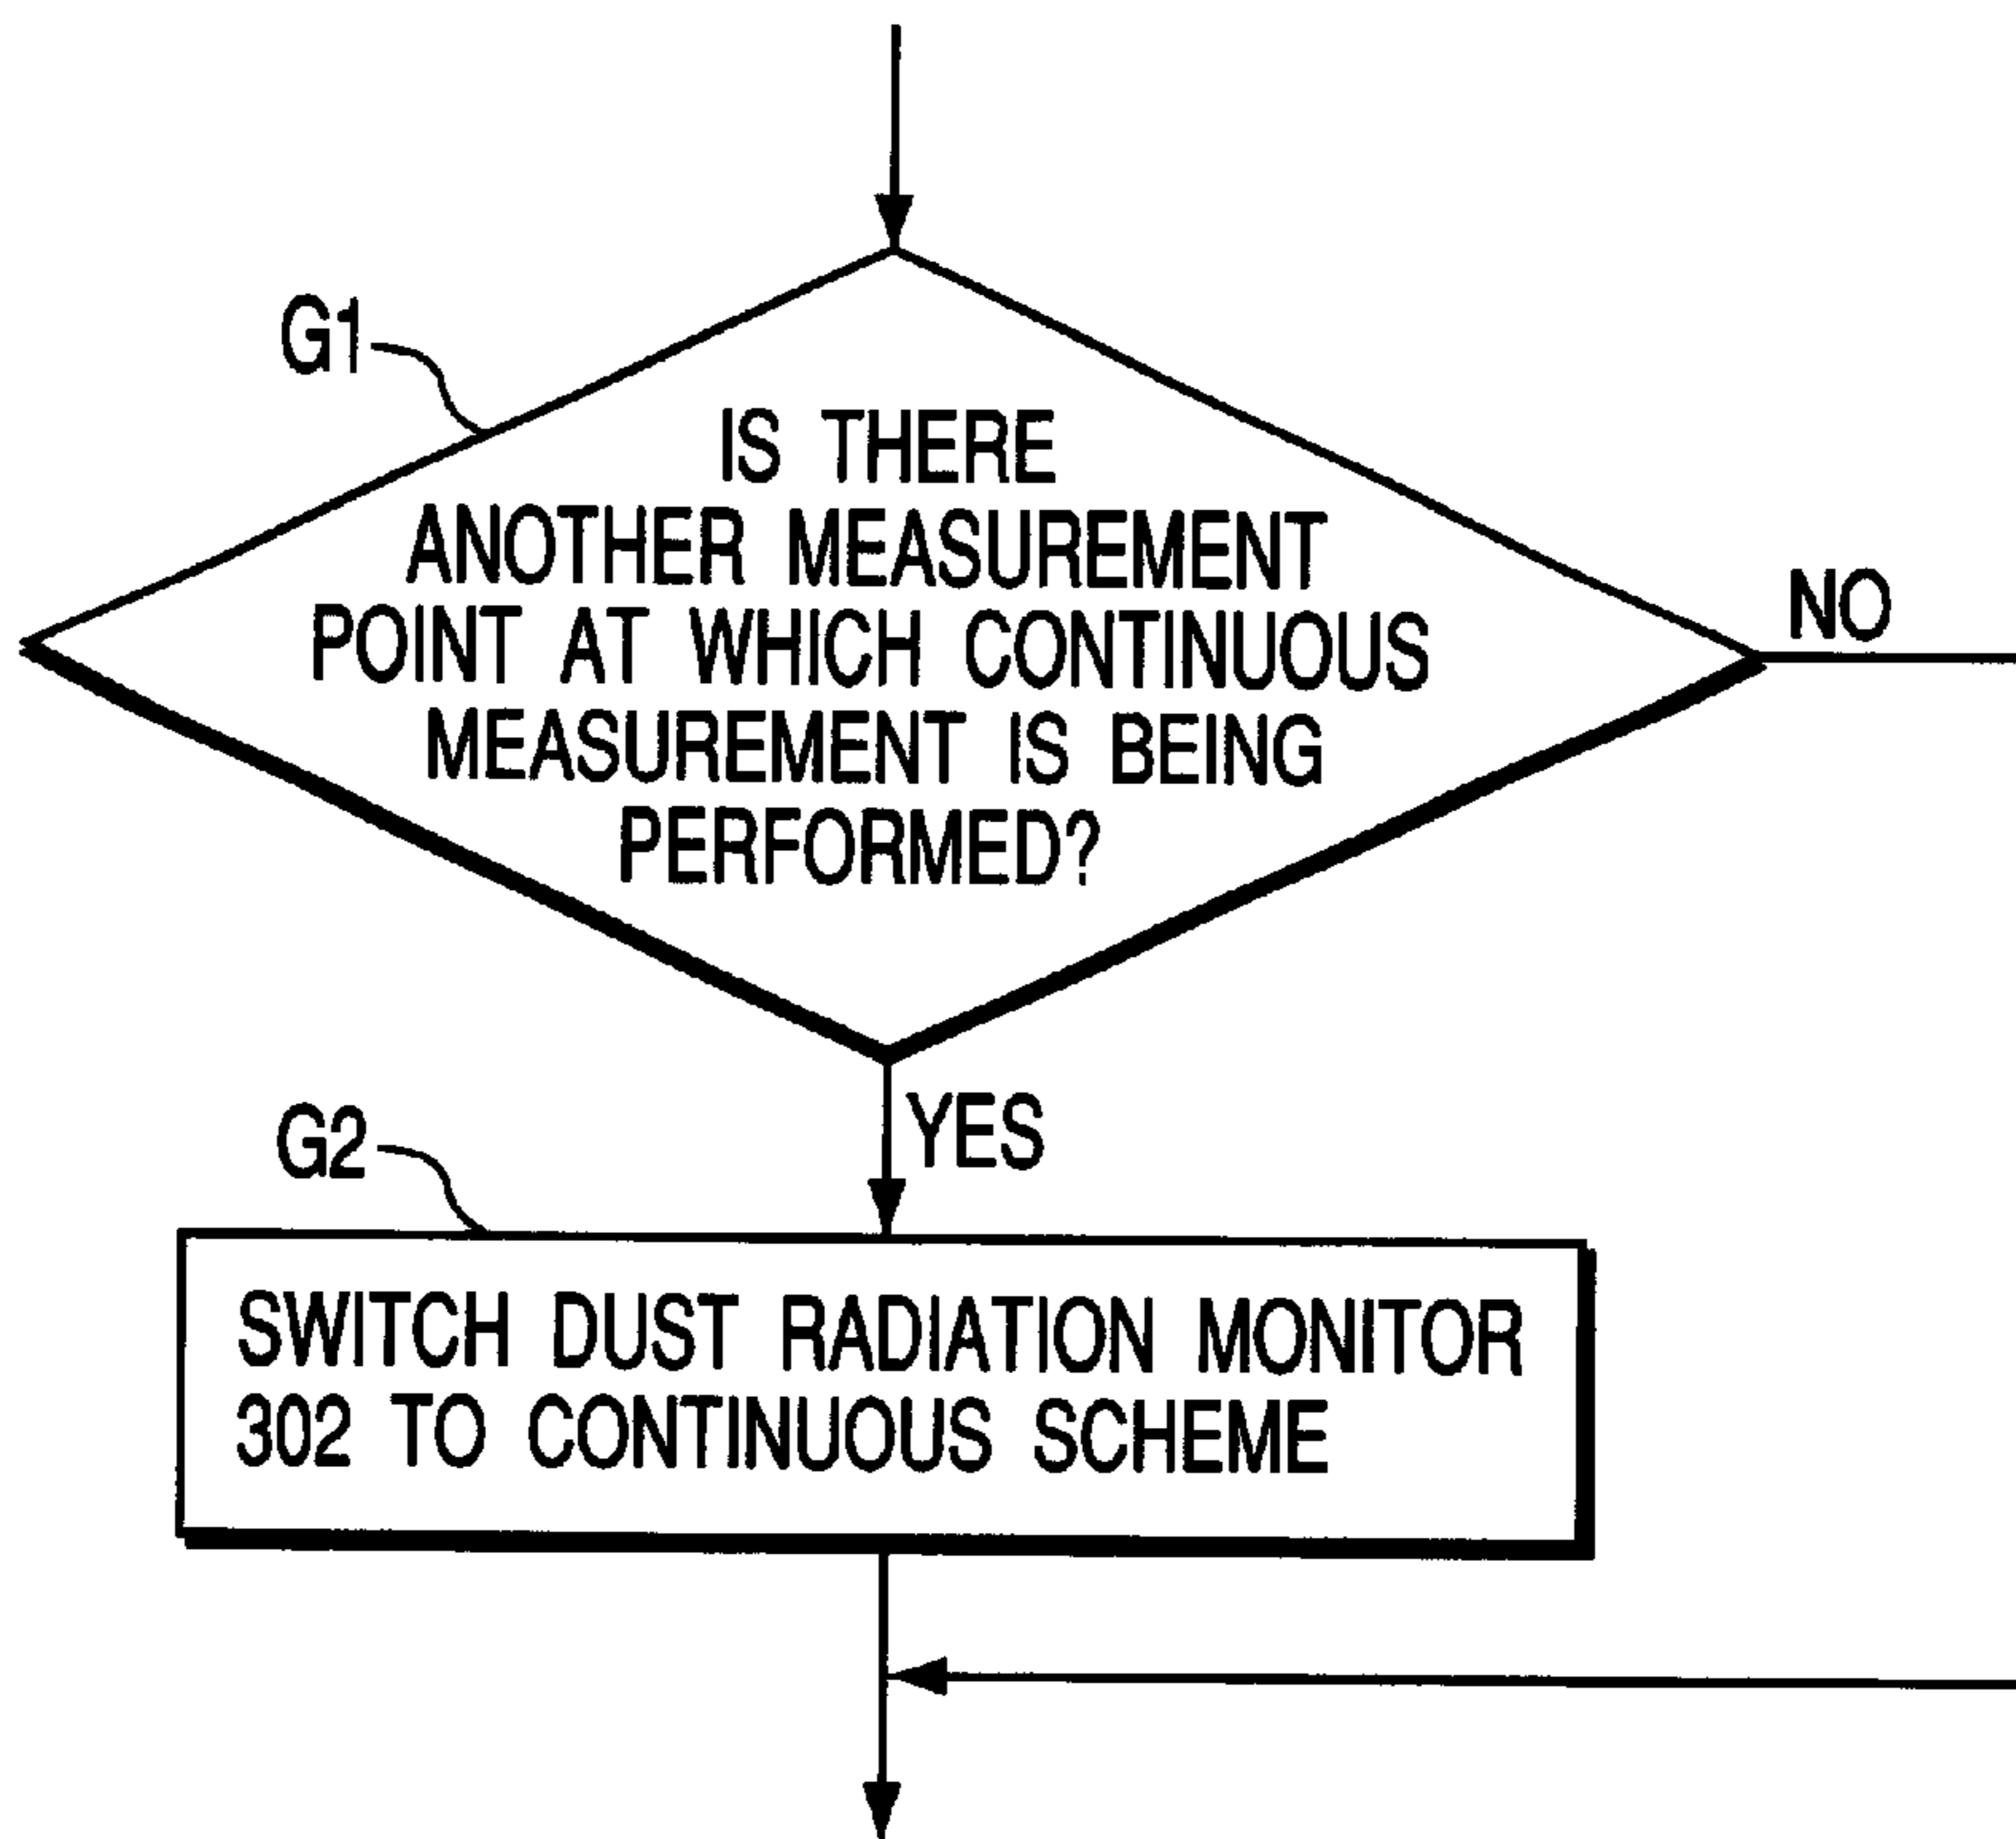 G1
IS THERE
ANOTHER MEASUREMENT
POINT AT WHICH CONTINUOUS
MEASUREMENT IS BEING
PERFORMED?
NO
YES
G2
SWITCH DUST RADIATION MONITOR
302 TO CONTINUOUS SCHEME